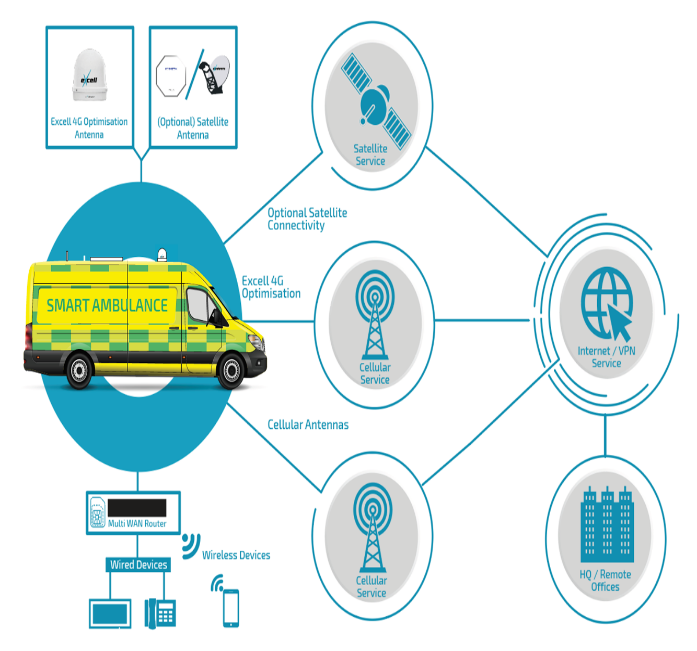 excell
Excell 4G Optimisation
Antenna
(Optional) Satellite
Antenna
Satellite
Service
Optional Satellite
Connectivity
Excell 4G
Optimisation
SMART AMBULANCE
Cellular
Service
Internet / VPN
Service
Cellular Antennas
Cellular
Service
Multi WAN Router
Wired Devices
Wireless Devices
HQ / Remote
Offices